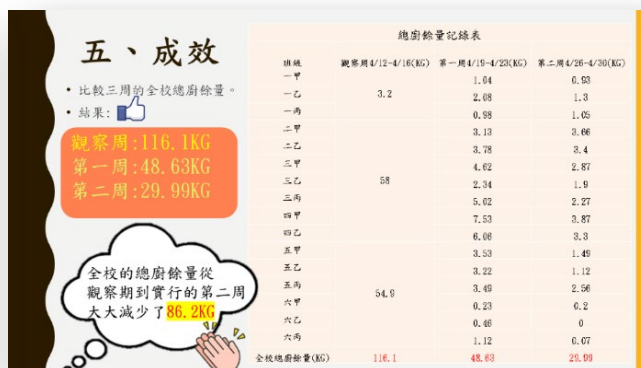 五、成效
• 比較三周的全校總廚餘量。
• 結果:
觀察周:116.1KG
第一周:48.63KG
第二周:29.99KG
全校的總廚餘量從
觀察期到實行的第二周
大大減少了86.2KG
總廚餘量記錄表
班級 觀察周4/12-4/16(KG) 第一周4/19-4/23(KG) 第二周4/26-4/30(KG)
一甲 1.04 0.93
一乙 3.2 2.08 1.3
一丙 0.98 1.05
二甲 3.13 3.66
二乙 3.78 3.4
三甲 4.62 2.87
三乙 58 2.34 1.9
三丙 5.02 2.27
四甲 7.53 3.87
四乙 6.06 3.3
五甲 3.53 1.49
五乙 3.22 1.12
五丙 54.9 3.49 2.56
六甲 0.23 0.2
六乙 0.46 0
六丙 1.12 0.07
全校總廚餘量(KG) 116.1 48.63 29.99